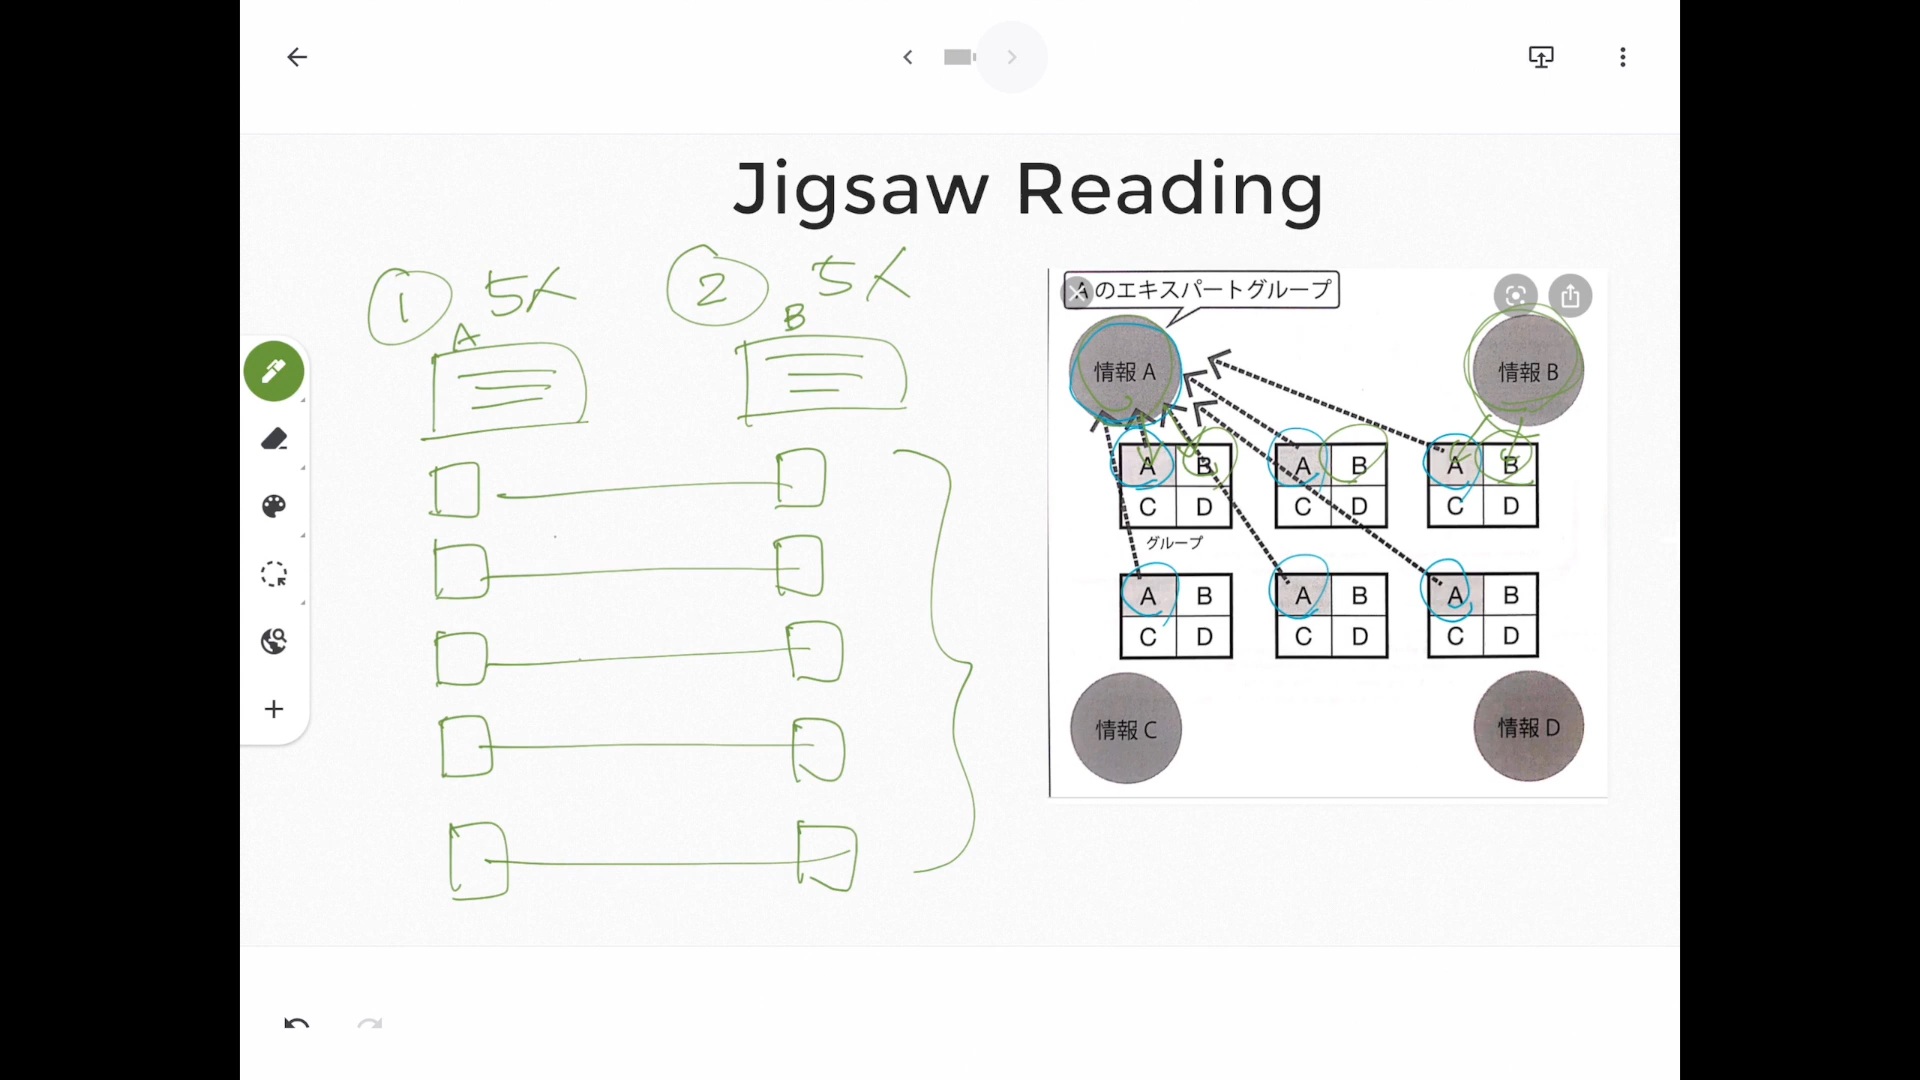 Jigsaw Reading
① 5人
② 5人
A
B
Aのエキスパートグループ
情報 A
情報 B
A B
C D
A B
C D
A B
C D
グループ
A B
C D
A B
C D
A B
C D
情報 C
情報 D